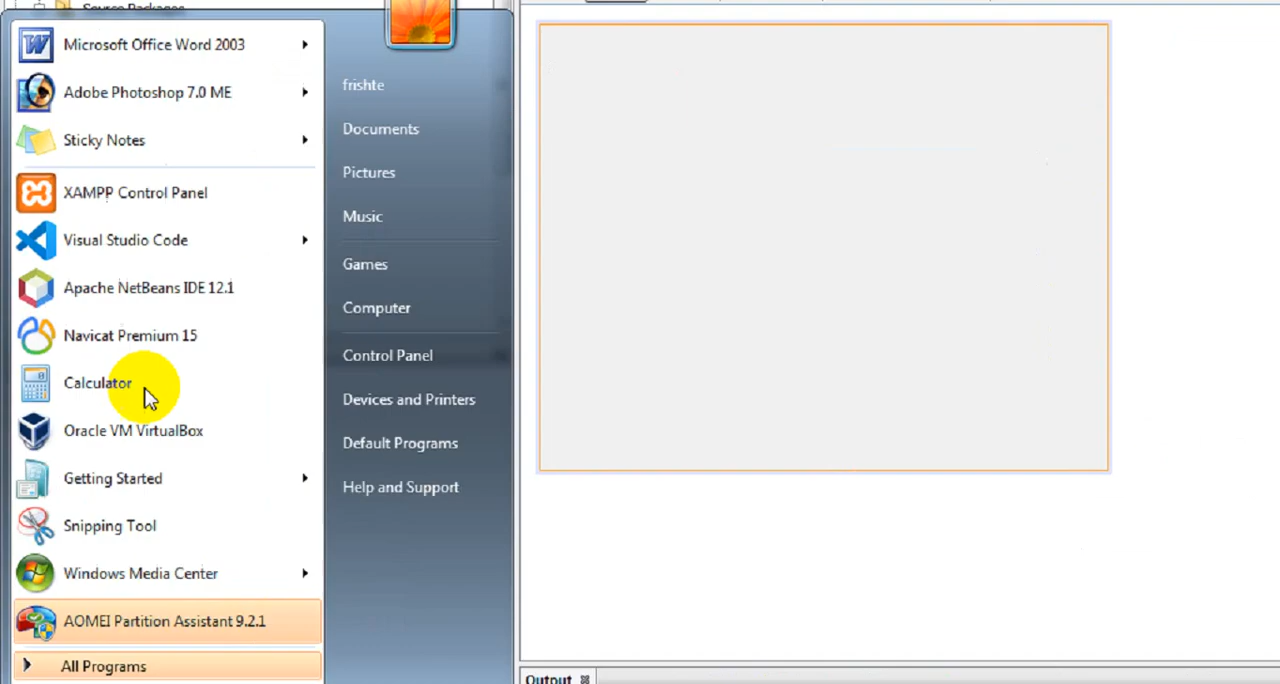 Source Packages
Microsoft Office Word 2003
Adobe Photoshop 7.0 ME
Sticky Notes
XAMPP Control Panel
Visual Studio Code
Apache NetBeans IDE 12.1
Navicat Premium 15
Calculator
Oracle VM VirtualBox
Getting Started
Snipping Tool
Windows Media Center
AOMEI Partition Assistant 9.2.1
All Programs
frishte
Documents
Pictures
Music
Games
Computer
Control Panel
Devices and Printers
Default Programs
Help and Support
Output